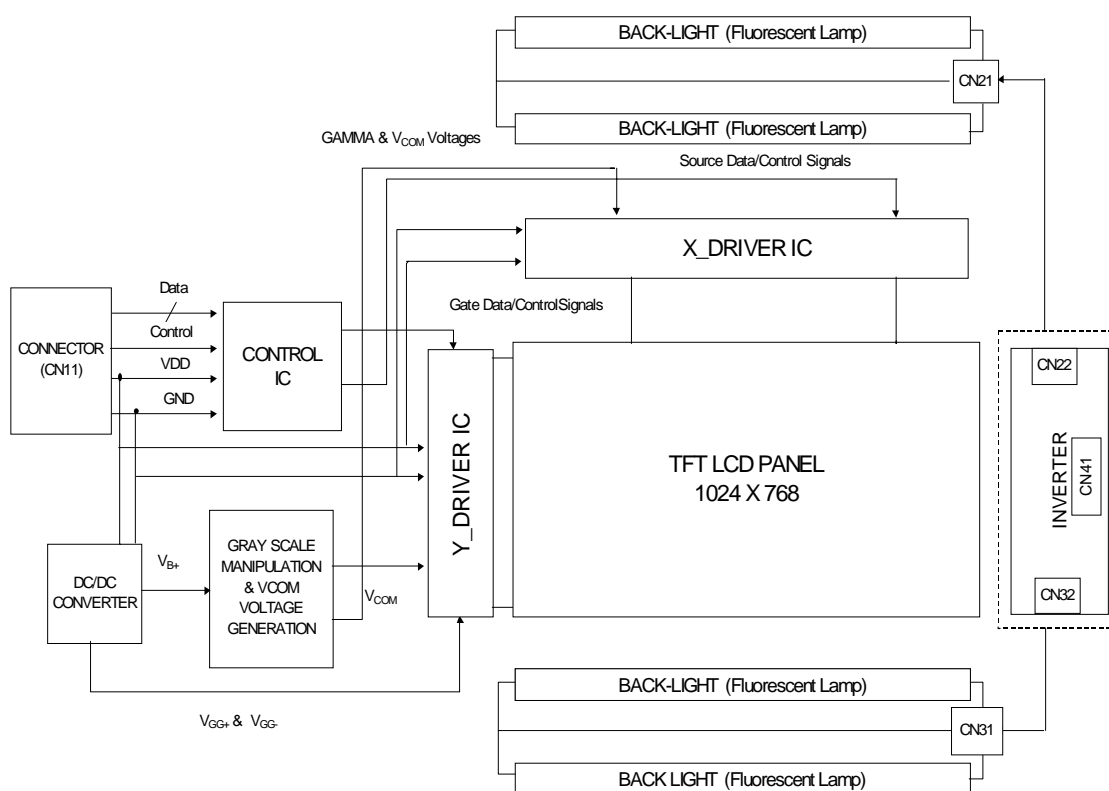 BACK-LIGHT (Fluorescent Lamp)
CN21
BACK-LIGHT (Fluorescent Lamp)
GAMMA & VCOM Voltages
Source Data/Control Signals
X_DRIVER IC
Data
Gate Data/ControlSignals
Control
CONNECTOR
(CN11)
CONTROL
IC
VDD
GND
CN22
Y_DRIVER IC
TFT LCD PANEL
1024 X 768
INVERTER
CN41
GRAY SCALE
MANIPULATION
& VCOM
VOLTAGE
GENERATION
VB+
DC/DC
CONVERTER
VCOM
CN32
BACK-LIGHT (Fluorescent Lamp)
VGG+ & VGG-
CN31
BACK LIGHT (Fluorescent Lamp)